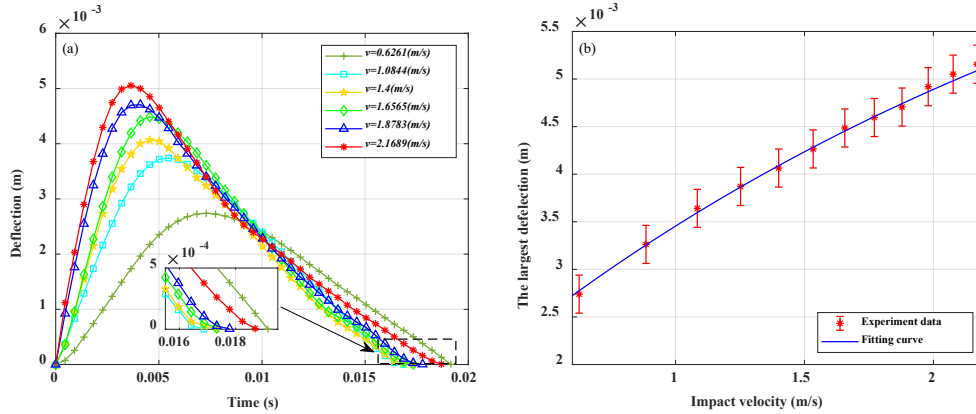 × 10⁻³
6
5
4
3
2
1
0
Deflection (m)
(a)
v=0.6261(m/s)
v=1.0844(m/s)
v=1.4(m/s)
v=1.6565(m/s)
v=1.8783(m/s)
v=2.1689(m/s)
× 10⁻⁴
5
0
0.016
0.018
0
0.005
0.01
0.015
0.02
Time (s)
× 10⁻³
5.5
5
4.5
4
3.5
3
2.5
2
The largest defelection (m)
(b)
Experiment data
Fitting curve
1
1.5
2
Impact velocity (m/s)